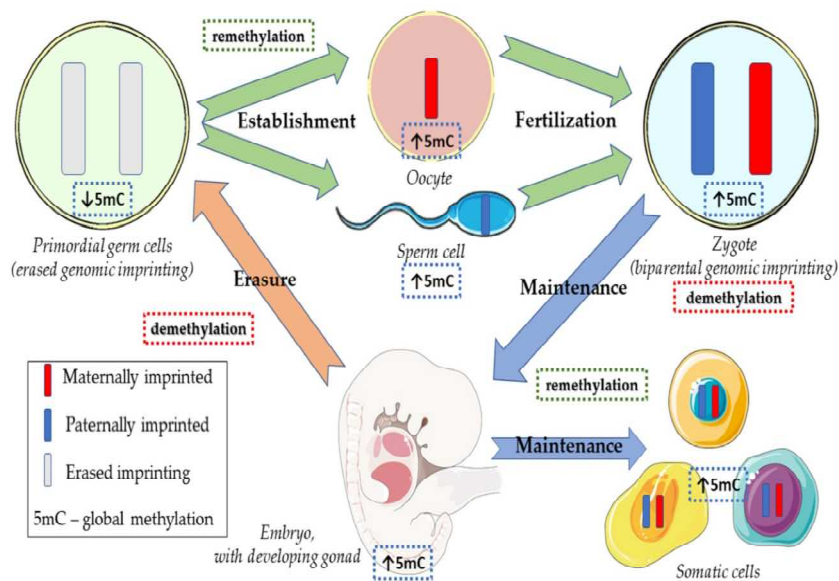 remethylation
Establishment
Fertilization
↑5mC
Oocyte
↓5mC
Primordial germ cells
(erased genomic imprinting)
Sperm cell
↑5mC
↑5mC
Zygote
(biparental genomic imprinting)
demethylation
Erasure
demethylation
Maintenance
remethylation
Maintenance
Maternally imprinted
Paternally imprinted
Erased imprinting
5mC – global methylation
Embryo,
with developing gonad
↑5mC
↑5mC
Somatic cells